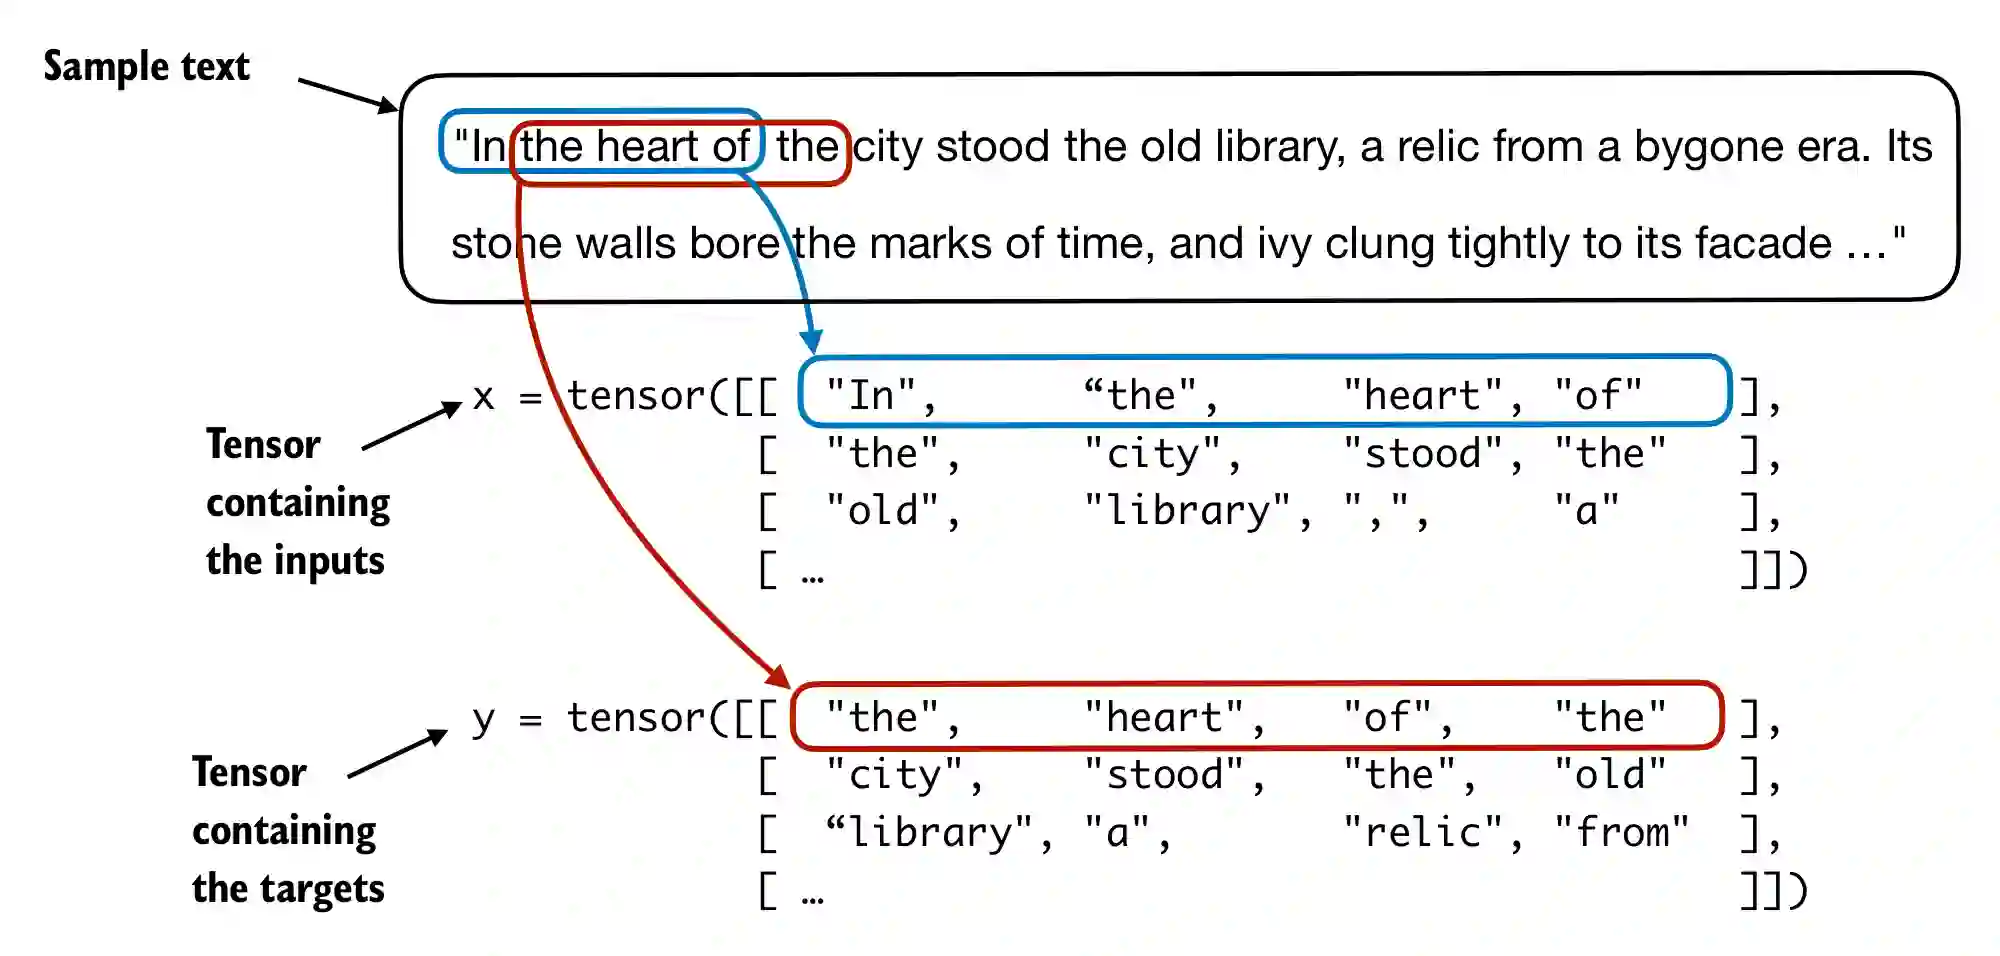 Sample text
"In the heart of the city stood the old library, a relic from a bygone era. Its
stone walls bore the marks of time, and ivy clung tightly to its facade …"
x = tensor([[ "In", “the", "heart", "of" ],
[ "the", "city", "stood", "the" ],
[ "old", "library", ",", "a" ],
[ … ]])
Tensor
containing
the inputs
y = tensor([[ "the", "heart", "of", "the" ],
[ "city", "stood", "the", "old" ],
[ “library", "a", "relic", "from" ],
[ … ]])
Tensor
containing
the targets